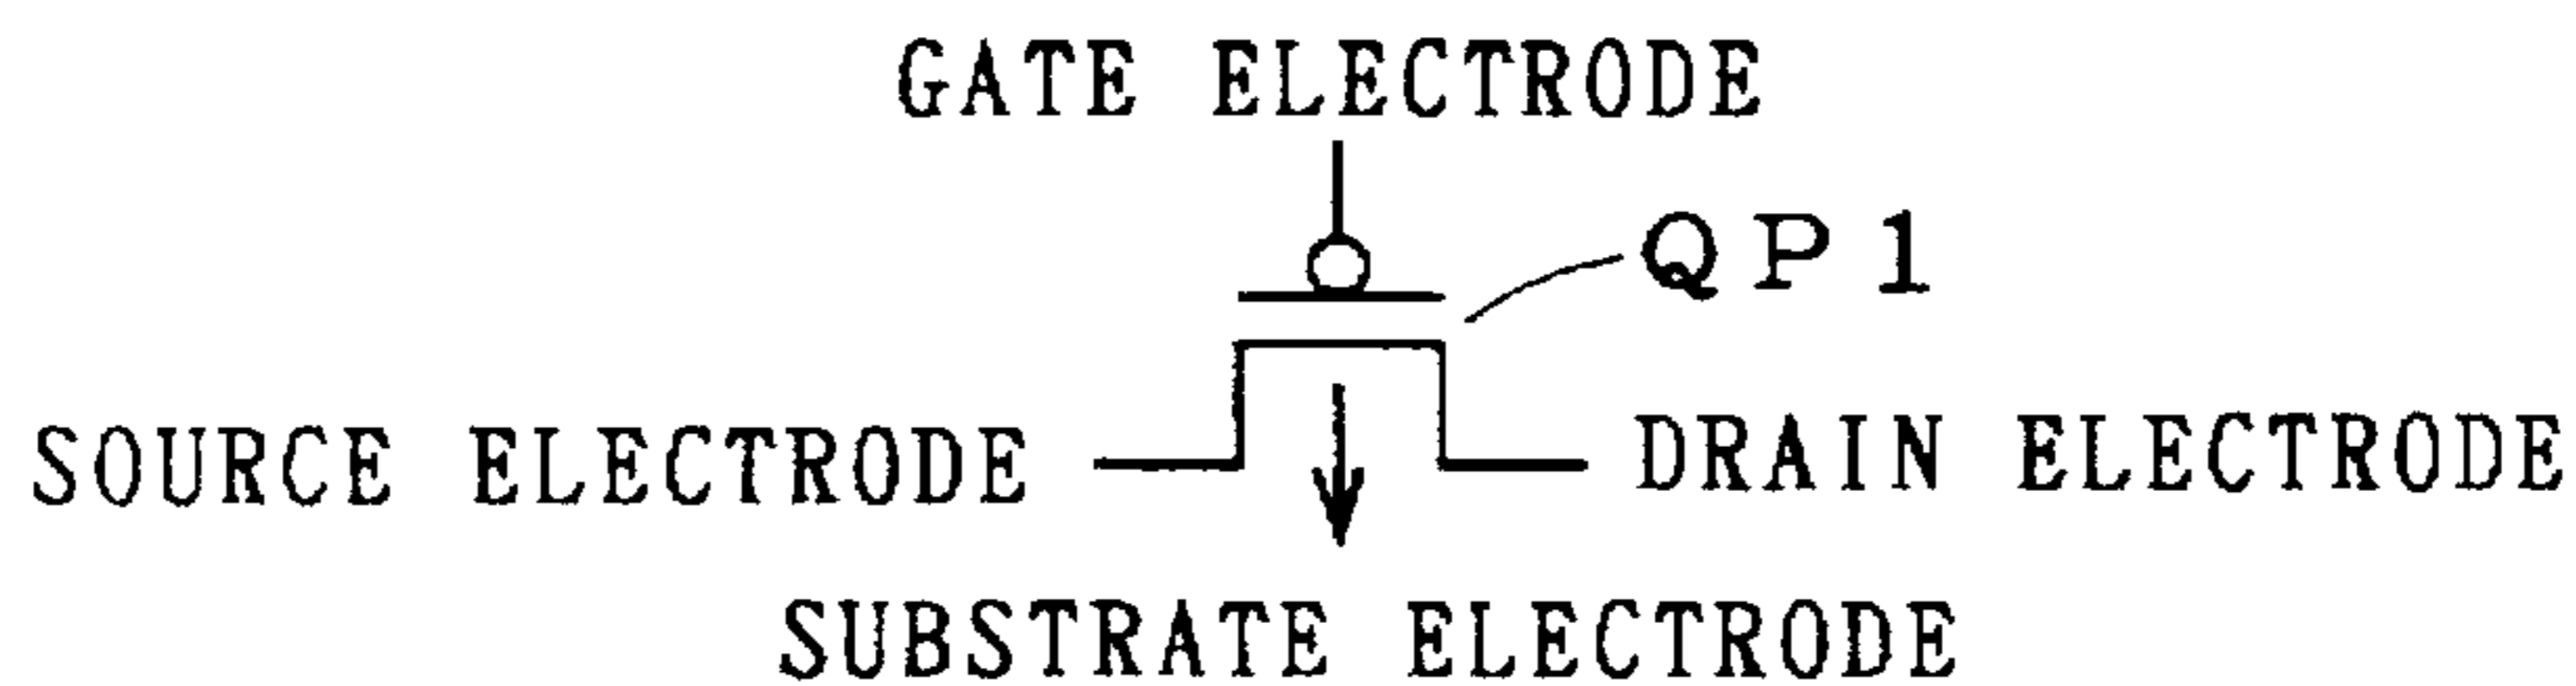 GATE ELECTRODE
QP1
SOURCE ELECTRODE
DRAIN ELECTRODE
SUBSTRATE ELECTRODE